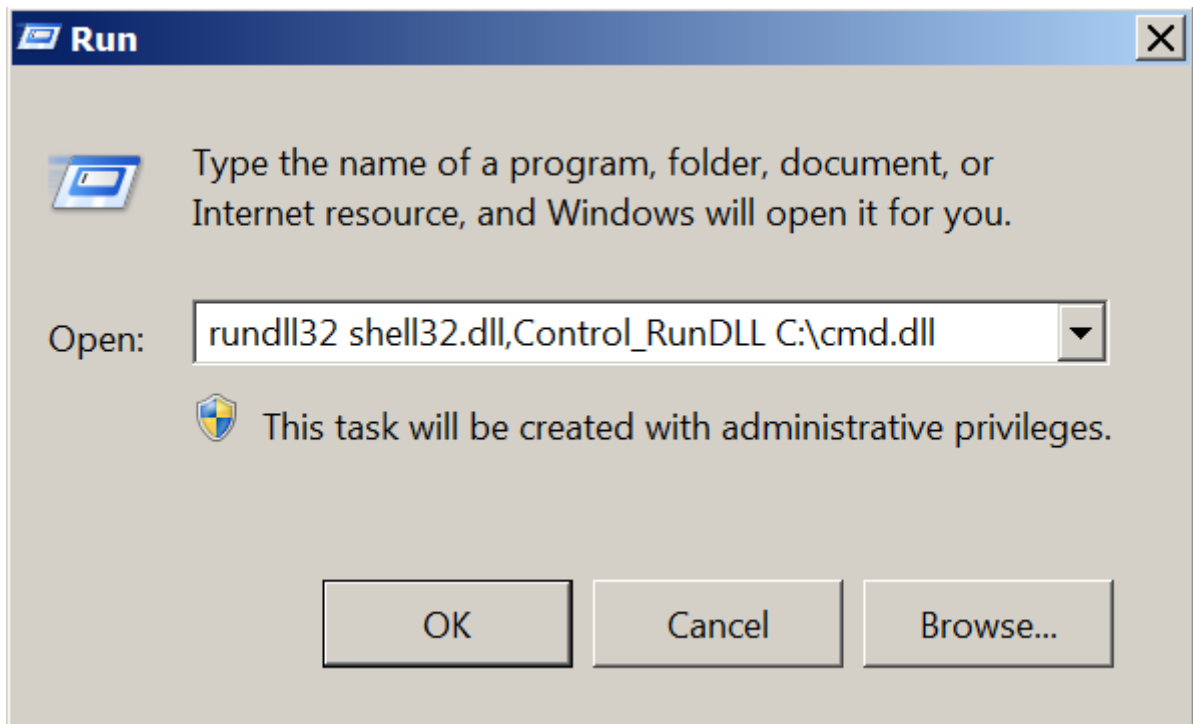 Run
Type the name of a program, folder, document, or
Internet resource, and Windows will open it for you.
Open: rundll32 shell32.dll,Control_RunDLL C:\cmd.dll
This task will be created with administrative privileges.
OK Cancel Browse...